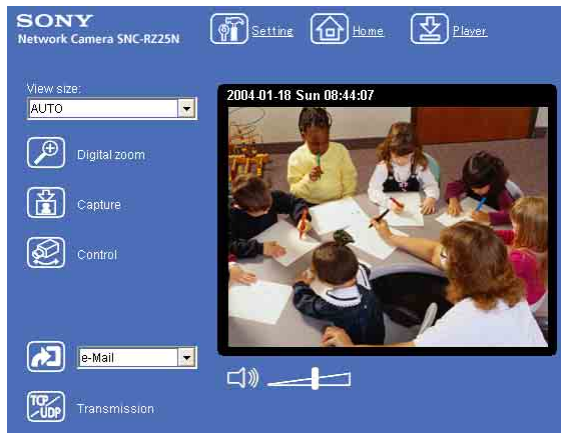 SONY
Network Camera SNC-RZ25N
Setting
Home
Player
View size:
AUTO
2004-01-18 Sun 08:44:07
Digital zoom
Capture
Control
e-Mail
TCP/UDP
Transmission